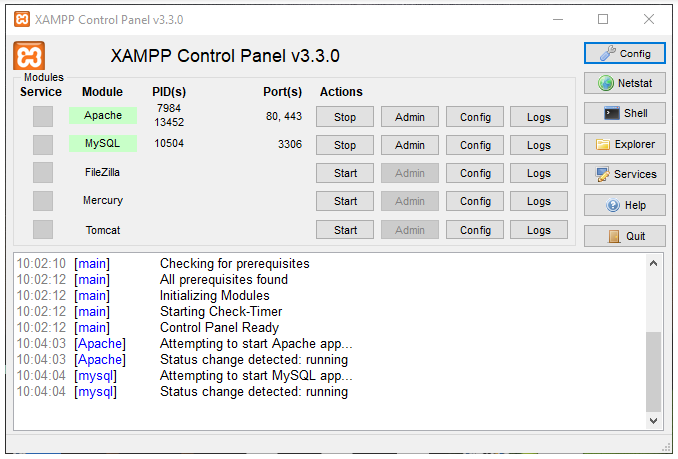 XAMPP Control Panel v3.3.0
XAMPP Control Panel v3.3.0
Config
Modules
Service Module PID(s) Port(s) Actions
Netstat
Apache 7984 13452 80, 443 Stop Admin Config Logs
Shell
MySQL 10504 3306 Stop Admin Config Logs
Explorer
FileZilla Start Admin Config Logs
Services
Mercury Start Admin Config Logs
Help
Tomcat Start Admin Config Logs
Quit
10:02:10 [main] Checking for prerequisites
10:02:12 [main] All prerequisites found
10:02:12 [main] Initializing Modules
10:02:12 [main] Starting Check-Timer
10:02:12 [main] Control Panel Ready
10:04:03 [Apache] Attempting to start Apache app...
10:04:03 [Apache] Status change detected: running
10:04:04 [mysql] Attempting to start MySQL app...
10:04:04 [mysql] Status change detected: running